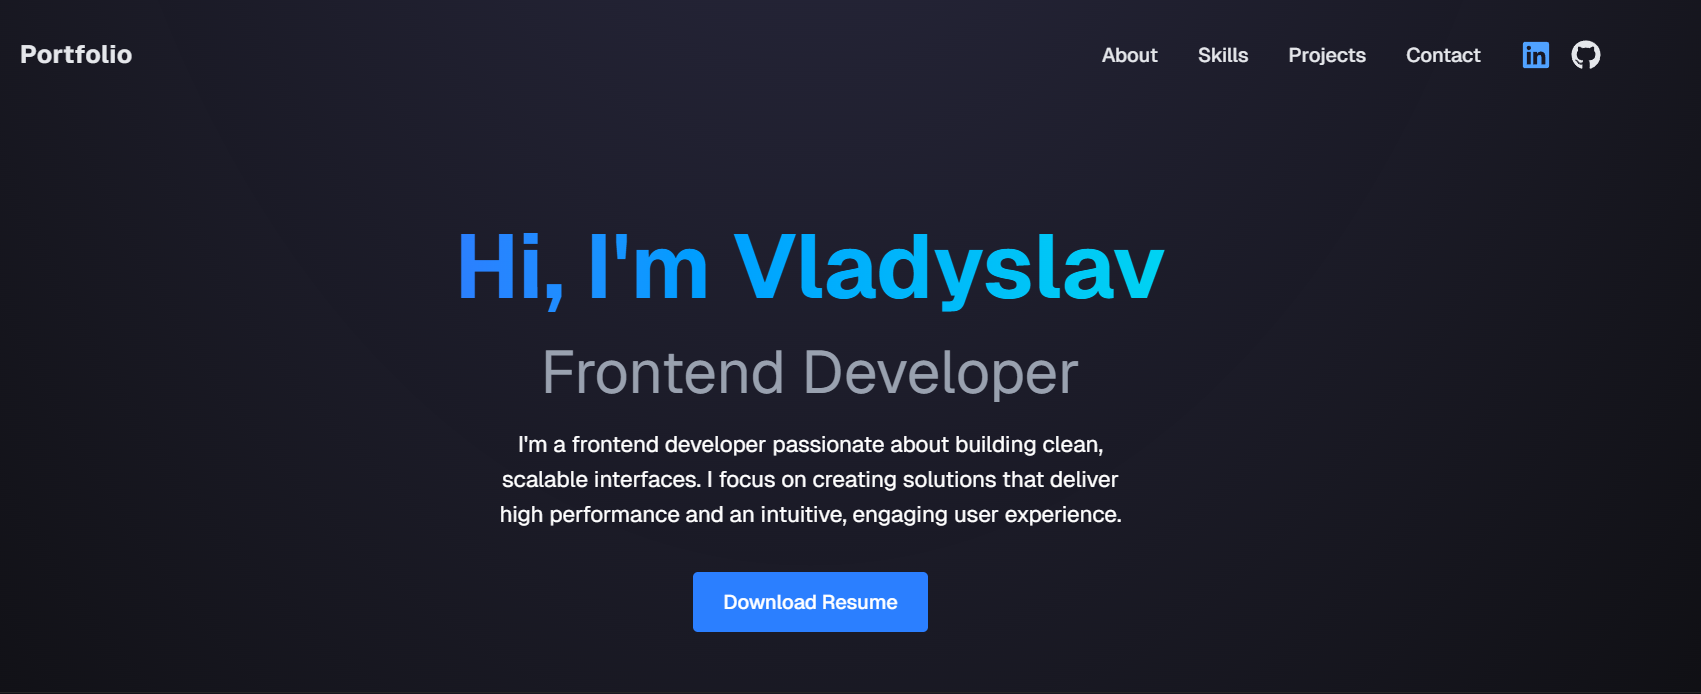 Portfolio
About Skills Projects Contact in
Hi, I'm Vladyslav
Frontend Developer
I'm a frontend developer passionate about building clean,
scalable interfaces. I focus on creating solutions that deliver
high performance and an intuitive, engaging user experience.
Download Resume